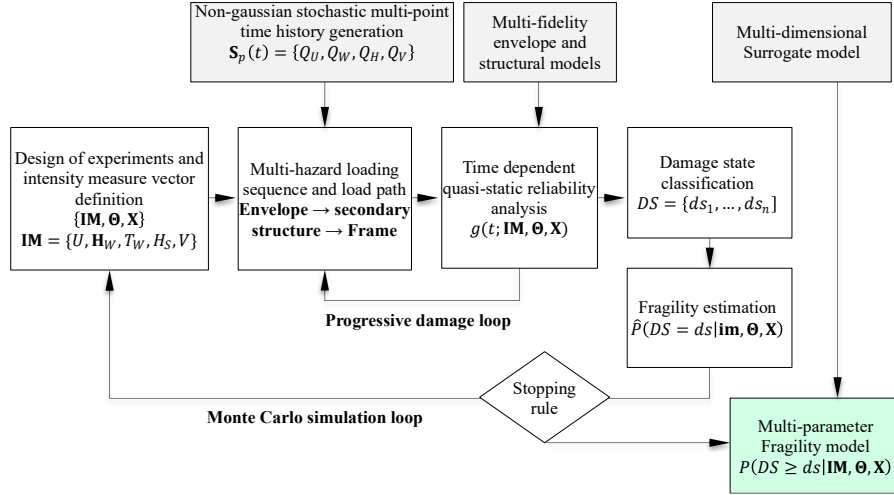 Non-gaussian stochastic multi-point
time history generation
𝐒ₚ(𝑡) = {𝑄_𝑈, 𝑄_𝑊, 𝑄_𝐻, 𝑄_𝑉}
Multi-fidelity
envelope and
structural models
Multi-dimensional
Surrogate model
Design of experiments and
intensity measure vector
definition
{𝐈𝐌, 𝚯, 𝐗}
𝐈𝐌 = {𝑈, 𝐇_𝑊, 𝑇_𝑊, 𝐻_𝑆, 𝑉}
Multi-hazard loading
sequence and load path
Envelope → secondary
structure → Frame
Time dependent
quasi-static reliability
analysis
𝑔(𝑡; 𝐈𝐌, 𝚯, 𝐗)
Damage state
classification
𝐷𝑆 = {𝑑𝑠₁, … , 𝑑𝑠ₙ]
Progressive damage loop
Fragility estimation
𝑃̂(𝐷𝑆 = 𝑑𝑠|𝐢𝐦, 𝚯, 𝐗)
Stopping
rule
Monte Carlo simulation loop
Multi-parameter
Fragility model
𝑃(𝐷𝑆 ≥ 𝑑𝑠|𝐈𝐌, 𝚯, 𝐗)